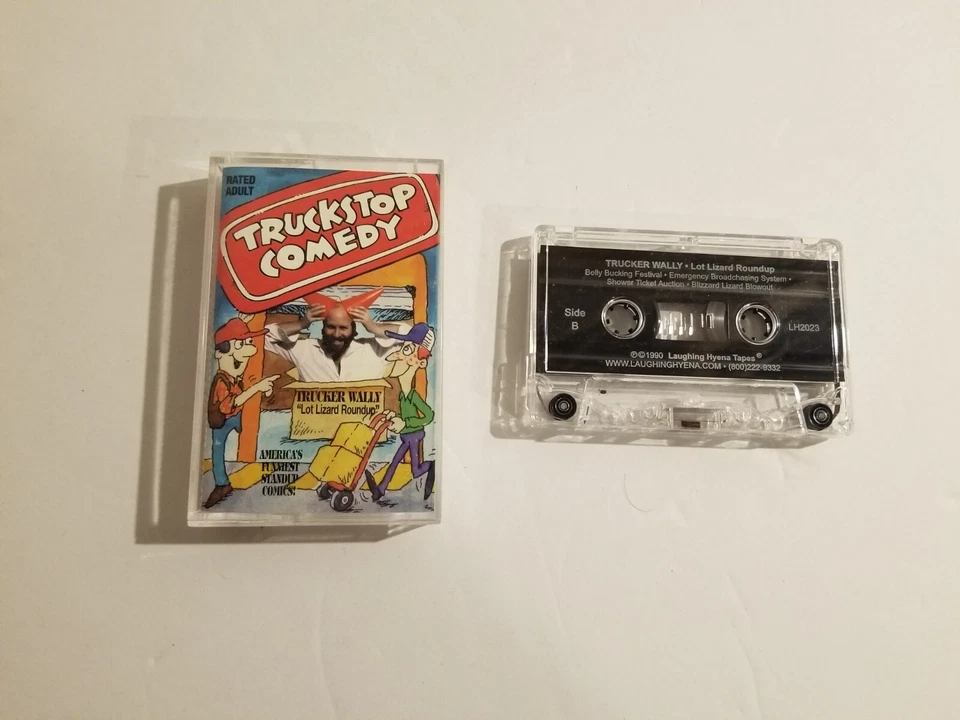 RATED
ADULT
TRUCKSTOP
COMEDY
TRUCKER WALLY
"Lot Lizard Roundup"
AMERICA'S
FUNNIEST
STANDUP
COMICS!
TRUCKER WALLY • Lot Lizard Roundup
Belly Bucking Festival • Emergency Broadchasing System •
Shower Ticket Auction • Blizzard Lizard Blowout
Side
B
LH2023
℗©1990 Laughing Hyena Tapes®
WWW.LAUGHINGHYENA.COM • (800)222-9332